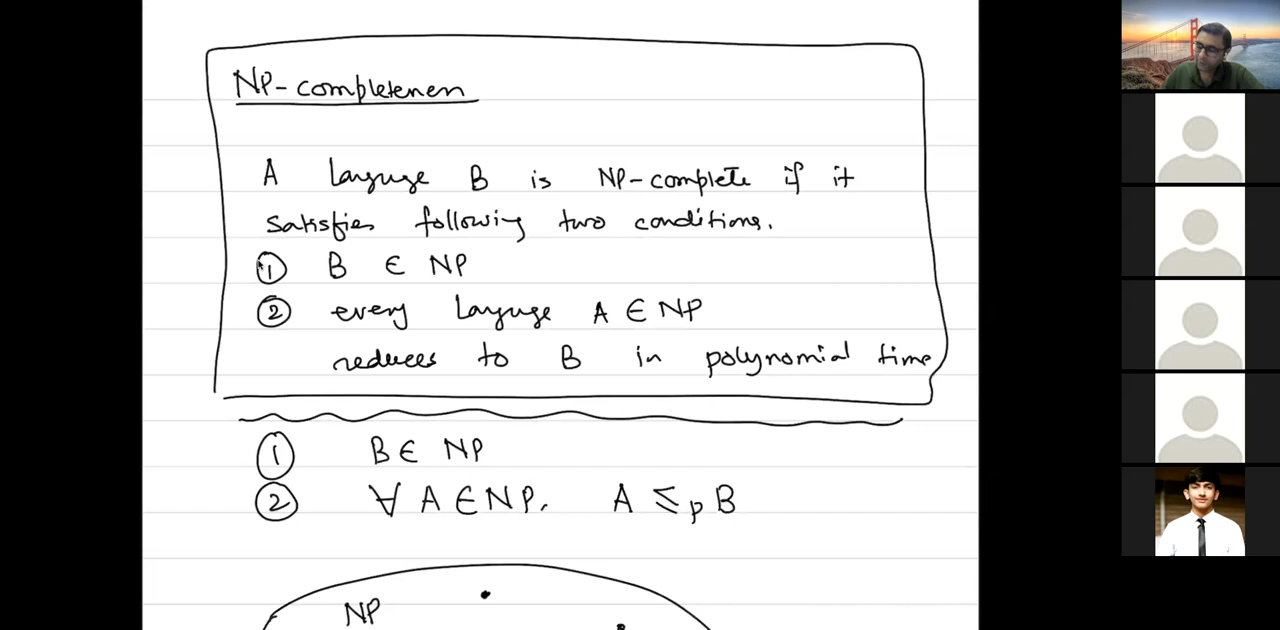 NP-completeness
A language B is NP-complete if it
satisfies following two conditions.
① B ∈ NP
② every language A ∈ NP
reduces to B in polynomial time
① B ∈ NP
② ∀ A ∈ NP, A ≤p B
NP